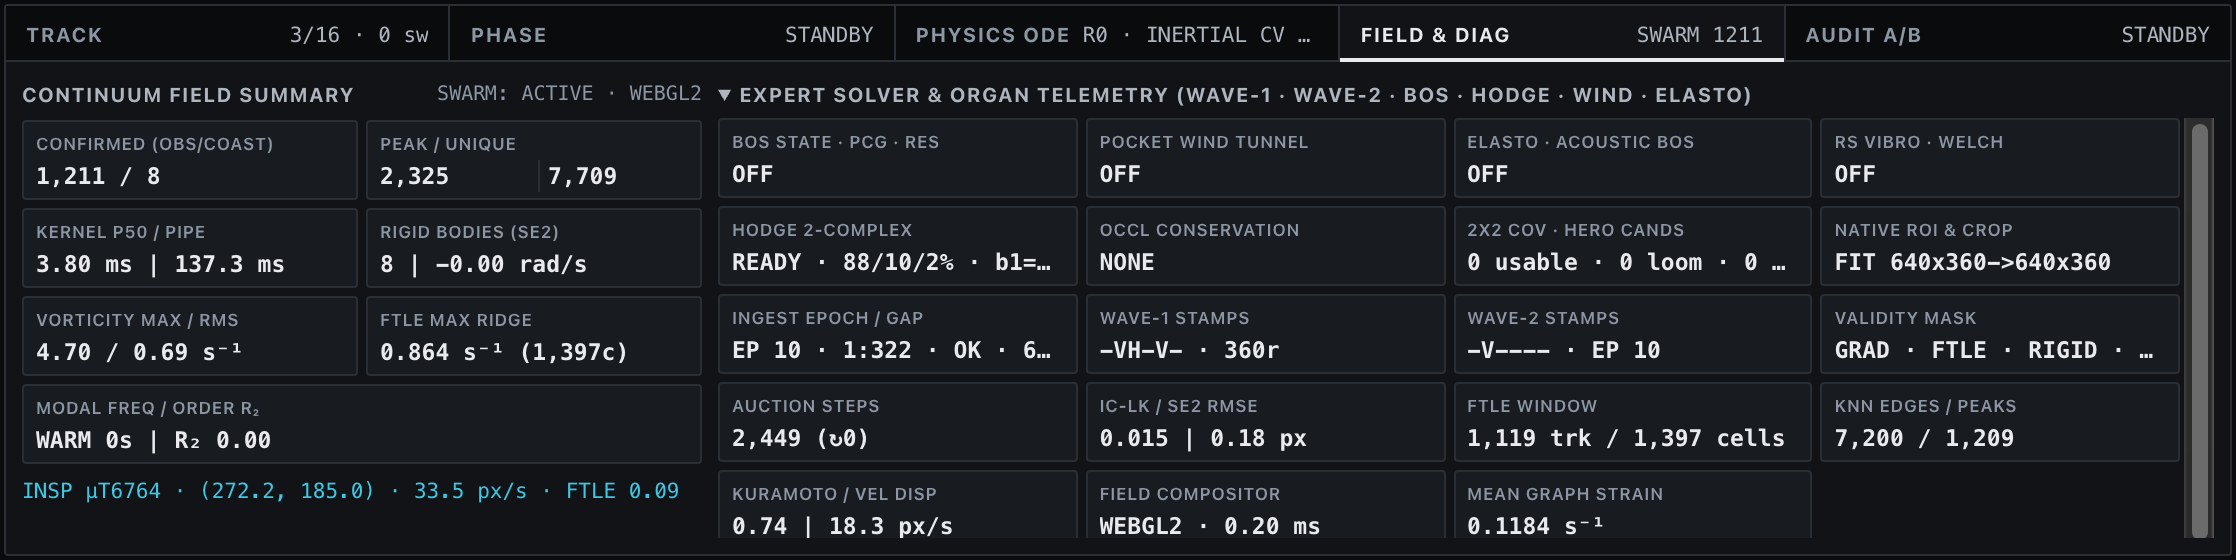 TRACK 3/16 · 0 sw PHASE STANDBY PHYSICS ODE R0 · INERTIAL CV … FIELD & DIAG SWARM 1211 AUDIT A/B STANDBY
CONTINUUM FIELD SUMMARY SWARM: ACTIVE · WEBGL2
CONFIRMED (OBS/COAST)
1,211 / 8
PEAK / UNIQUE
2,325 7,709
KERNEL P50 / PIPE
3.80 ms | 137.3 ms
RIGID BODIES (SE2)
8 | −0.00 rad/s
VORTICITY MAX / RMS
4.70 / 0.69 s⁻¹
FTLE MAX RIDGE
0.864 s⁻¹ (1,397c)
MODAL FREQ / ORDER R₂
WARM 0s | R₂ 0.00
INSP μT6764 · (272.2, 185.0) · 33.5 px/s · FTLE 0.09
▼ EXPERT SOLVER & ORGAN TELEMETRY (WAVE-1 · WAVE-2 · BOS · HODGE · WIND · ELASTO)
BOS STATE · PCG · RES
OFF
POCKET WIND TUNNEL
OFF
ELASTO · ACOUSTIC BOS
OFF
RS VIBRO · WELCH
OFF
HODGE 2-COMPLEX
READY · 88/10/2% · b1=…
OCCL CONSERVATION
NONE
2X2 COV · HERO CANDS
0 usable · 0 loom · 0 …
NATIVE ROI & CROP
FIT 640x360−>640x360
INGEST EPOCH / GAP
EP 10 · 1:322 · OK · 6…
WAVE-1 STAMPS
−VH−V− · 360r
WAVE-2 STAMPS
−V−−−− · EP 10
VALIDITY MASK
GRAD · FTLE · RIGID · …
AUCTION STEPS
2,449 (↻0)
IC-LK / SE2 RMSE
0.015 | 0.18 px
FTLE WINDOW
1,119 trk / 1,397 cells
KNN EDGES / PEAKS
7,200 / 1,209
KURAMOTO / VEL DISP
0.74 | 18.3 px/s
FIELD COMPOSITOR
WEBGL2 · 0.20 ms
MEAN GRAPH STRAIN
0.1184 s⁻¹